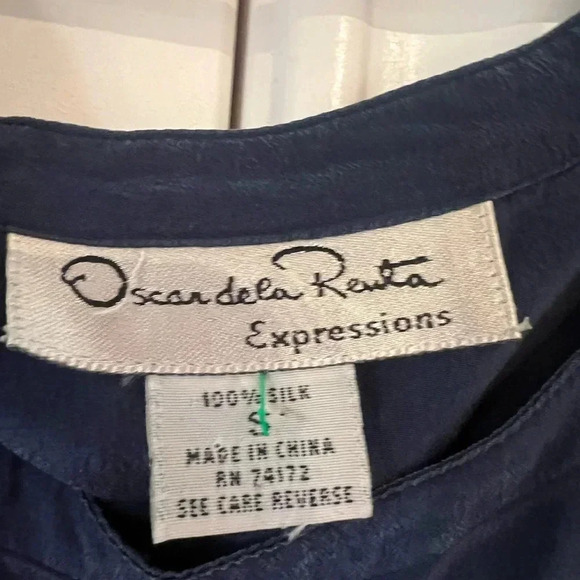 Oscar de la Renta
Expressions
100% SILK
S
MADE IN CHINA
RN 74172
SEE CARE REVERSE